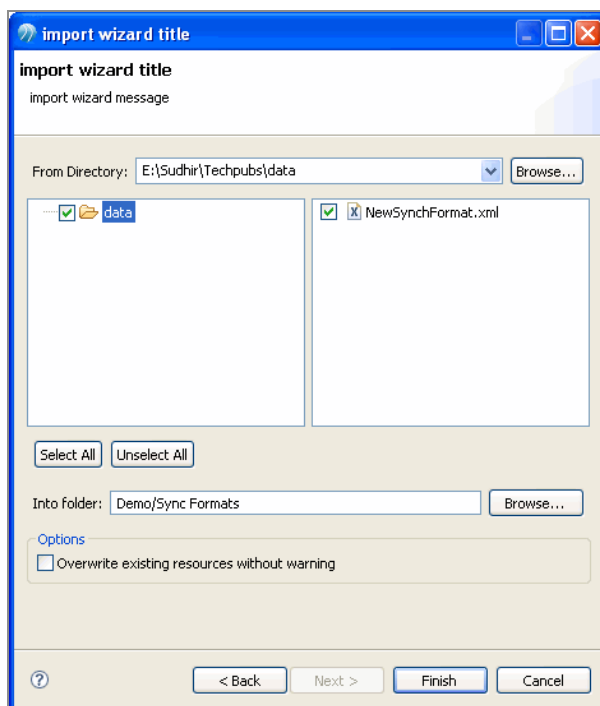 import wizard title
import wizard title
import wizard message
From Directory: E:\Sudhir\Techpubs\data Browse...
data NewSynchFormat.xml
Select All Unselect All
Into folder: Demo/Sync Formats Browse...
Options
Overwrite existing resources without warning
? < Back Next > Finish Cancel